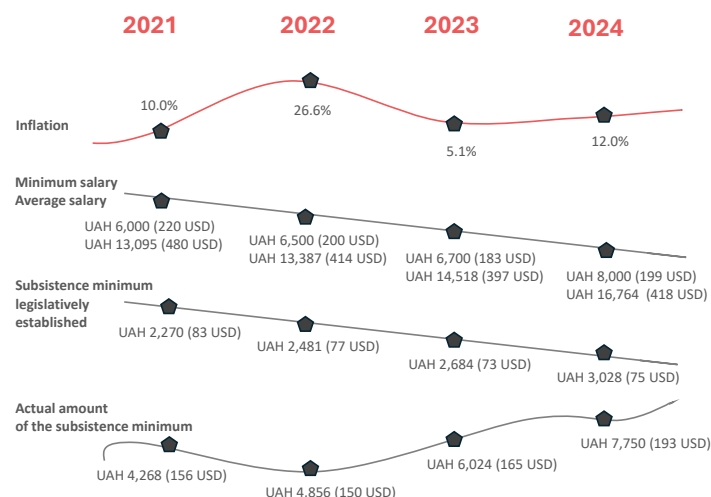 2021 2022 2023 2024
Inflation
10.0%
26.6%
5.1%
12.0%
Minimum salary
Average salary
UAH 6,000 (220 USD)
UAH 13,095 (480 USD)
UAH 6,500 (200 USD)
UAH 13,387 (414 USD)
UAH 6,700 (183 USD)
UAH 14,518 (397 USD)
UAH 8,000 (199 USD)
UAH 16,764 (418 USD)
Subsistence minimum
legislatively
established
UAH 2,270 (83 USD)
UAH 2,481 (77 USD)
UAH 2,684 (73 USD)
UAH 3,028 (75 USD)
Actual amount
of the subsistence minimum
UAH 4,268 (156 USD)
UAH 4,856 (150 USD)
UAH 6,024 (165 USD)
UAH 7,750 (193 USD)